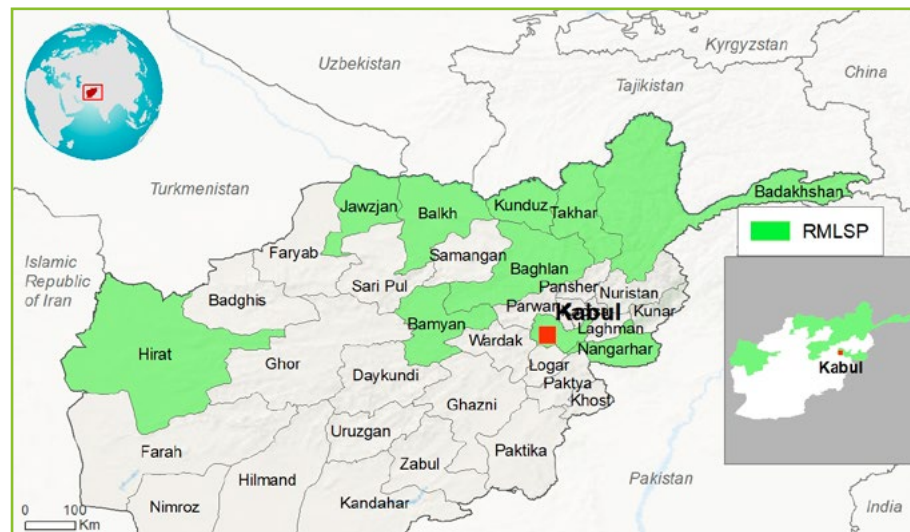 Kyrgyzstan
Uzbekistan
China
Tajikistan
Turkmenistan
Badakhshan
Jawzjan
Balkh
Kunduz
Takhar
RMLSP
Faryab
Samangan
Islamic
Republic
of Iran
Baghlan
Sari Pul
Pansher
Badghis
Nuristan
Parwan
Kabul
Kunar
Bamyan
Laghman
Hirat
Wardak
Nangarhar
Ghor
Logar
Kabul
Daykundi
Paktya
Khost
Ghazni
Uruzgan
Farah
Paktika
Zabul
Hilmand
Pakistan
Nimroz
Kandahar
0 100
Km
India